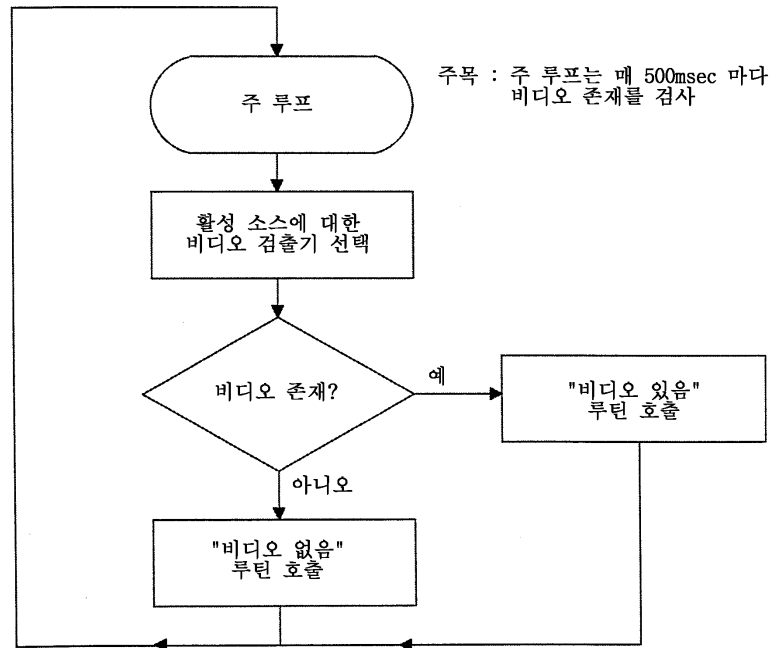 주 루프
주목 : 주 루프는 매 500msec 마다
비디오 존재를 검사
활성 소스에 대한
비디오 검출기 선택
비디오 존재?
예
"비디오 있음"
루틴 호출
아니오
"비디오 없음"
루틴 호출